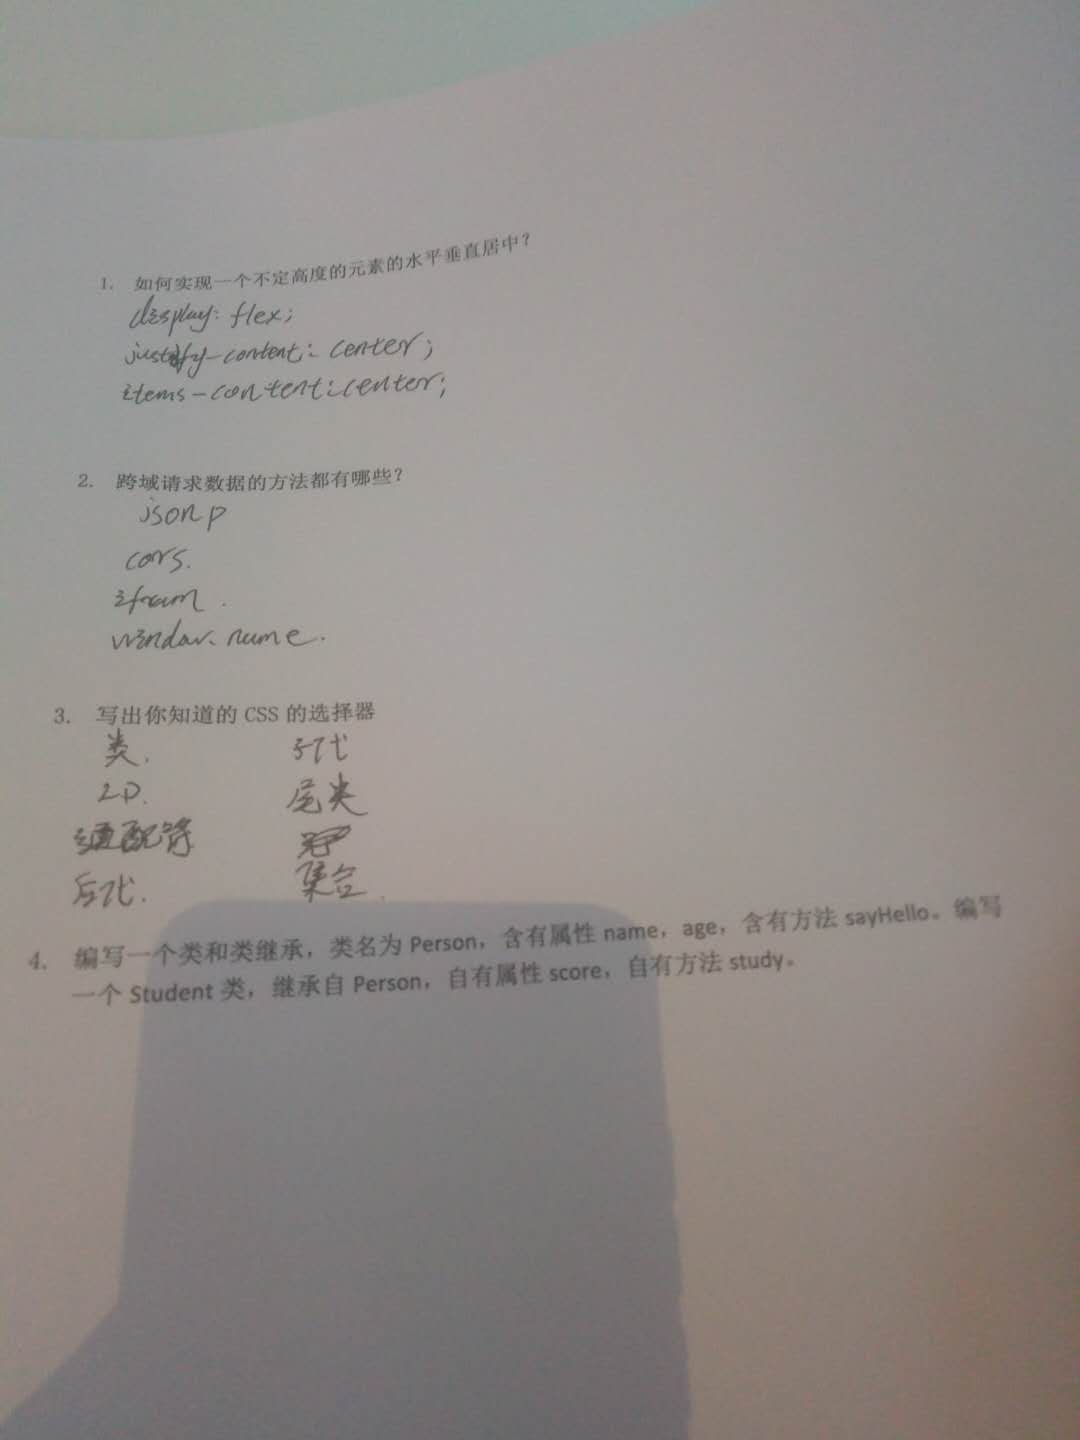 1. 如何实现一个不定高度的元素的水平垂直居中？
display: flex;
justify-content: center;
items-content: center;
2. 跨域请求数据的方法都有哪些？
jsonp
cors.
ifram.
window.name.
3. 写出你知道的 CSS 的选择器
类. 子代
ID. 尾类
通配符
后代. 集合.
4. 编写一个类和类继承，类名为 Person，含有属性 name，age，含有方法 sayHello。编写
一个 Student 类，继承自 Person，自有属性 score，自有方法 study。